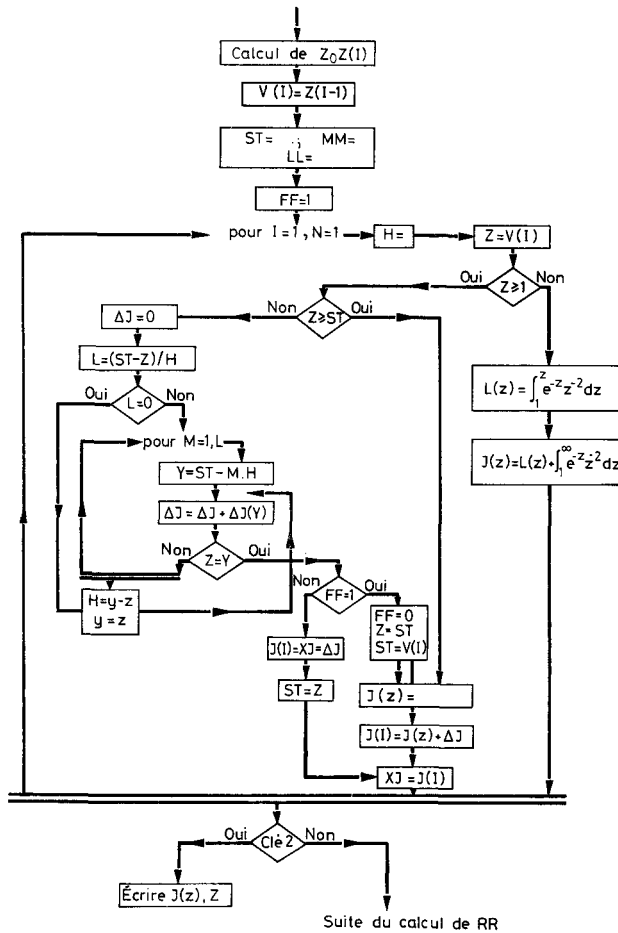 Calcul de Z₀Z(I)
V(I)=Z(I-1)
ST= MM=
LL=
FF=1
pour I=1,N=1
H=
Z=V(I)
Oui
Z≥1
Non
Non
Z≥ST
Oui
ΔJ=0
L=(ST-Z)/H
Oui
L=0
Non
pour M=1,L
Y=ST-M.H
ΔJ=ΔJ+ΔJ(Y)
Non
Z=Y
Oui
H=y-z
y=z
Non
FF=1
Oui
J(I)=XJ=ΔJ
ST=Z
FF=0
Z=ST
ST=V(I)
J(z)=
J(I)=J(z)+ΔJ
XJ=J(I)
L(z)=∫₁ᶻe⁻ᶻz⁻²dz
J(z)=L(z)+∫₁^∞e⁻ᶻz⁻²dz
Oui
Clé 2
Non
Écrire J(z),Z
Suite du calcul de RR